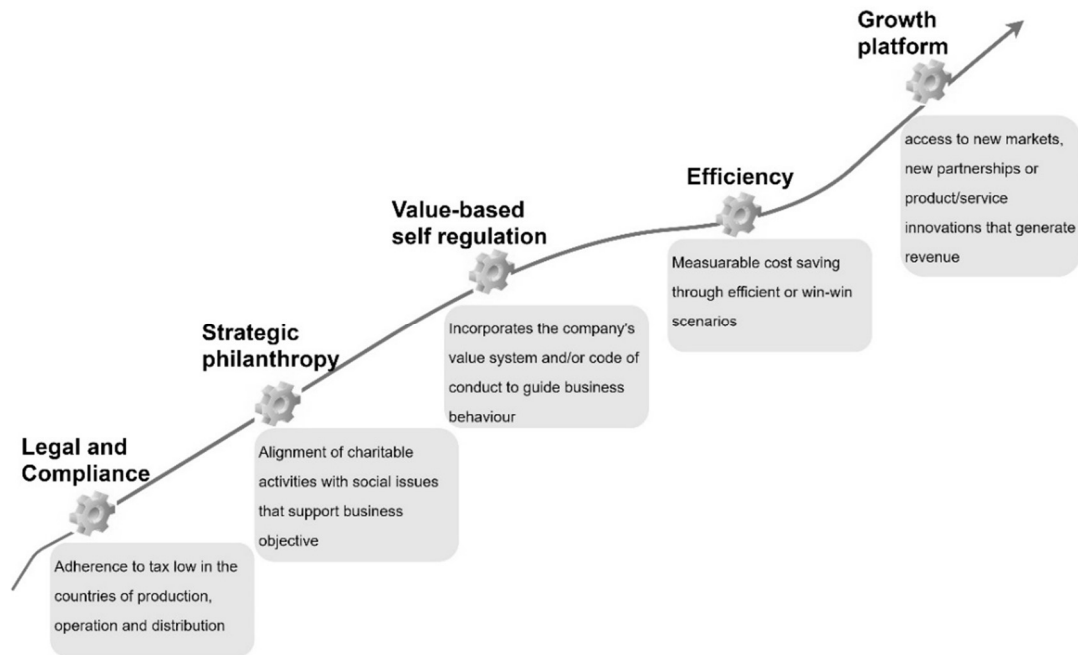 Legal and
Compliance
Adherence to tax low in the
countries of production,
operation and distribution
Strategic
philanthropy
Alignment of charitable
activities with social issues
that support business
objective
Value-based
self regulation
Incorporates the company's
value system and/or code of
conduct to guide business
behaviour
Efficiency
Measuarable cost saving
through efficient or win-win
scenarios
Growth
platform
access to new markets,
new partnerships or
product/service
innovations that generate
revenue